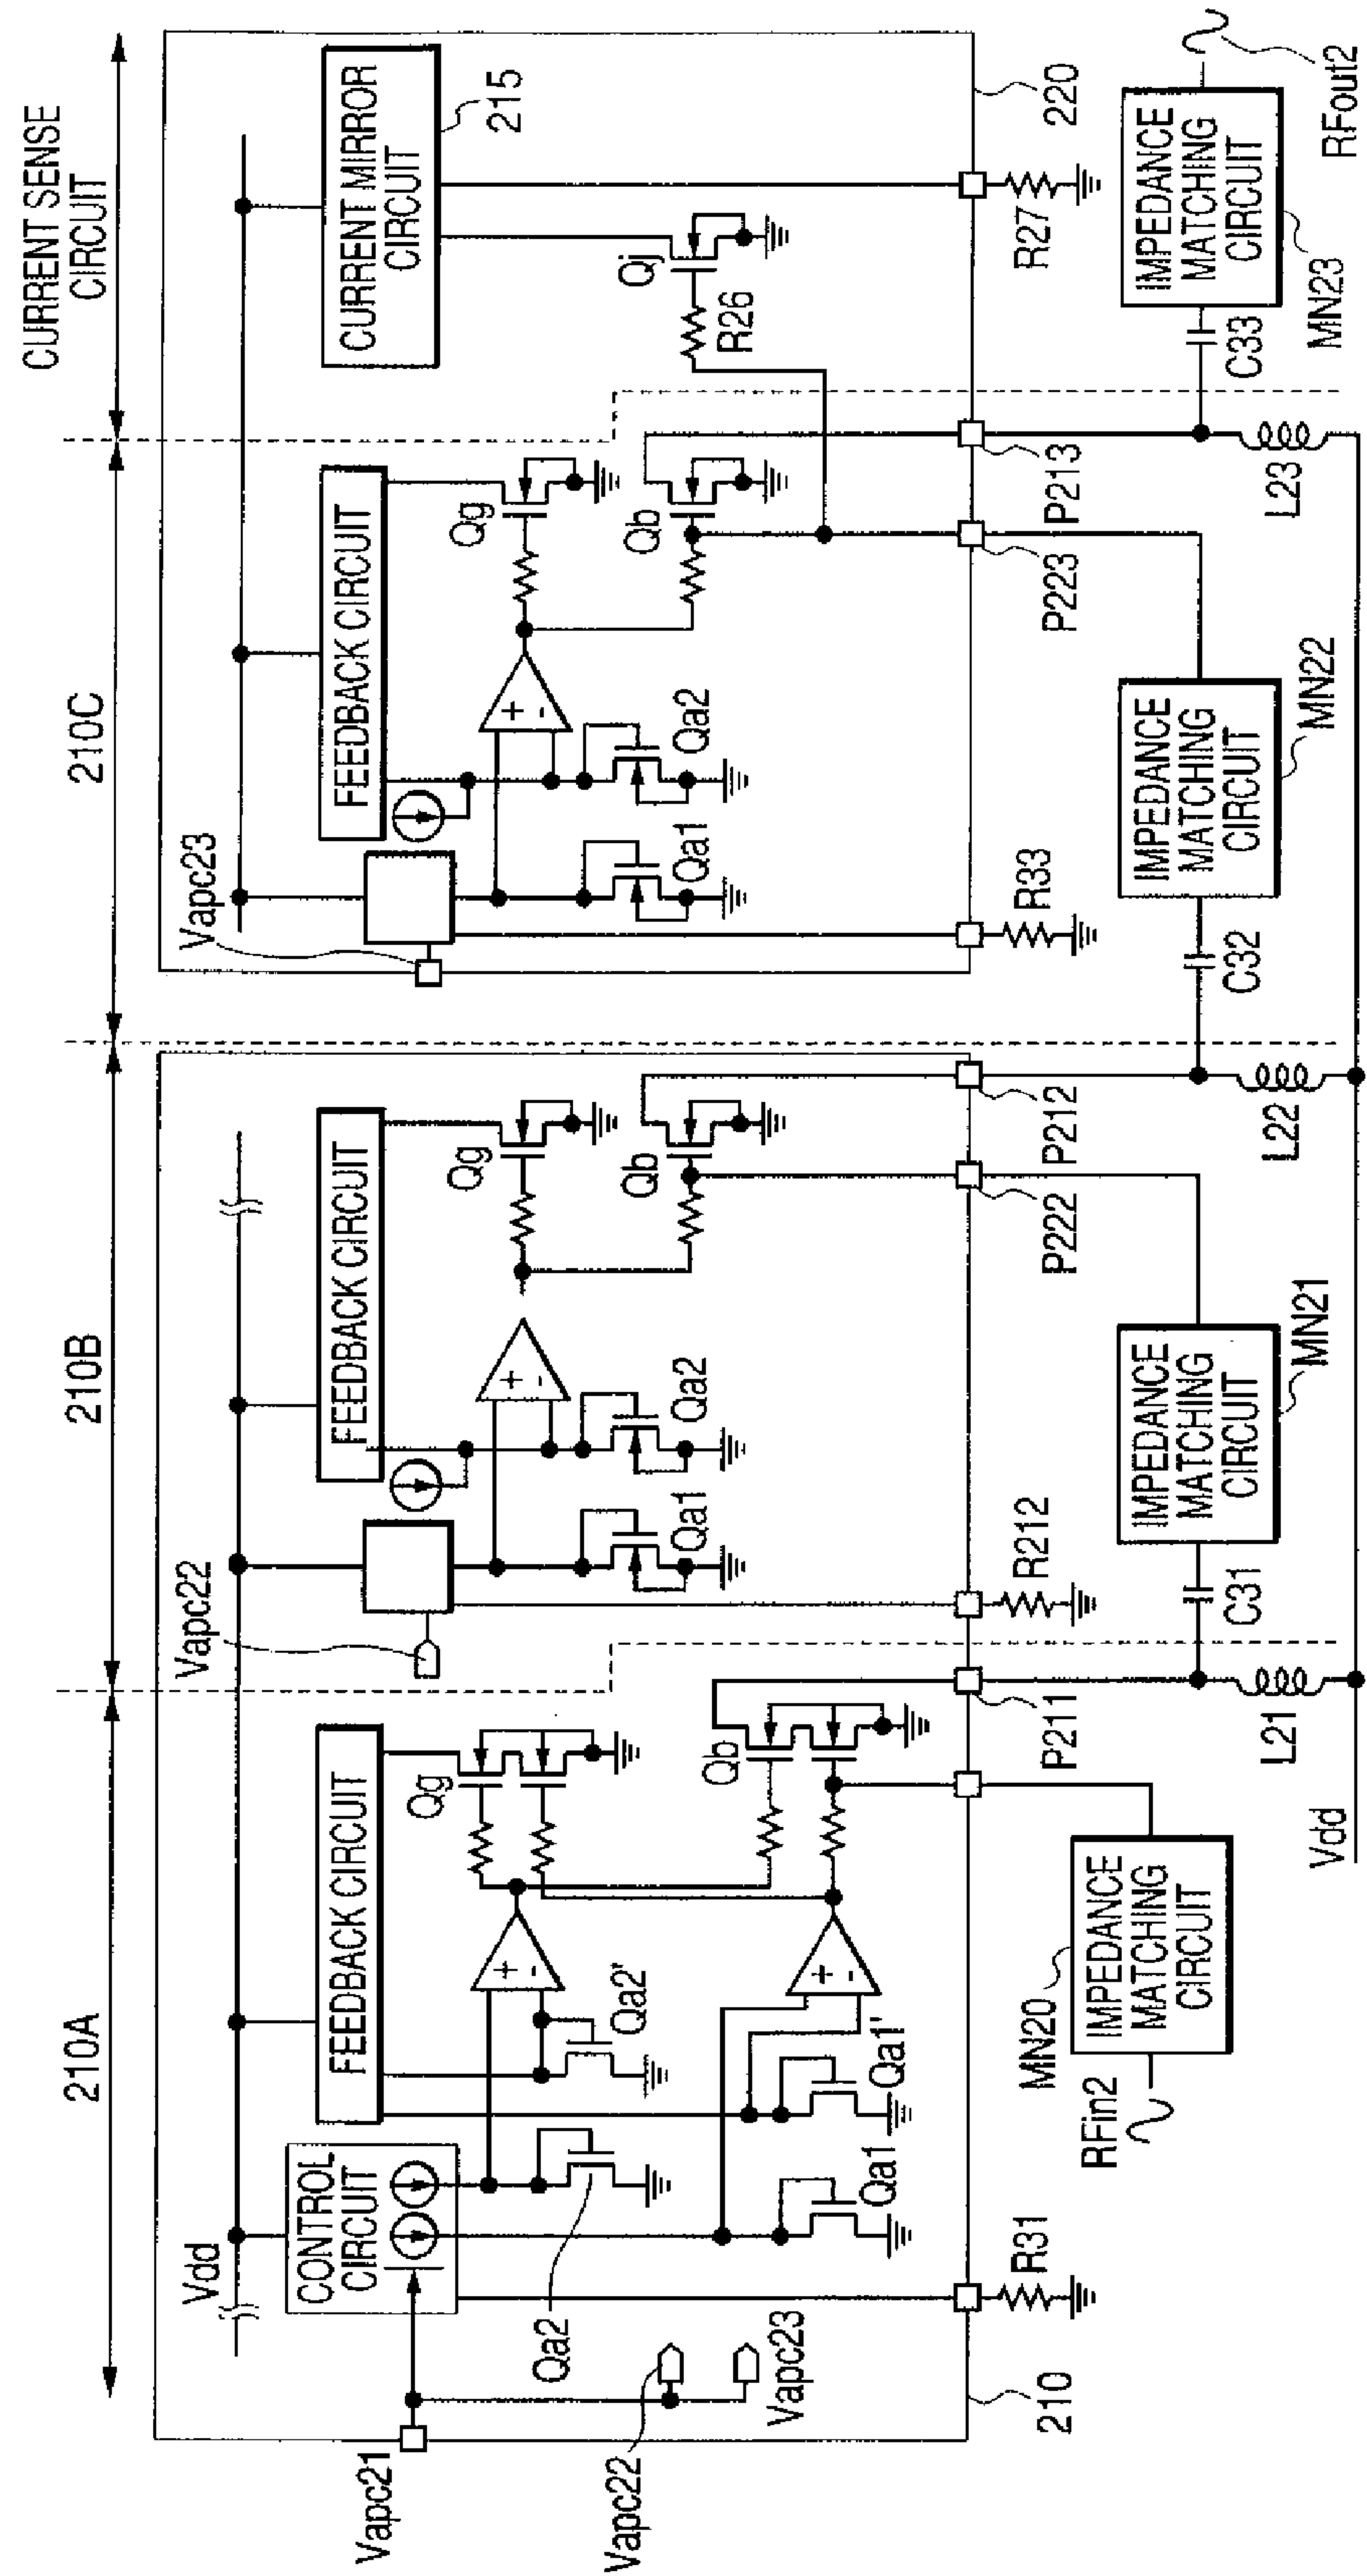 CURRENT SENSE
CIRCUIT
210C
210B
210A
CURRENT MIRROR
CIRCUIT
215
Qj
R26
R27
220
IMPEDANCE
MATCHING
CIRCUIT
MN23
RFout2
C33
FEEDBACK CIRCUIT
Vapc23
Qg
Qb
+
-
Qa2
Qa1
R33
P213
P223
L23
IMPEDANCE
MATCHING
CIRCUIT
MN22
C32
FEEDBACK CIRCUIT
Vapc22
Qg
Qb
+
-
Qa2
Qa1
R212
P212
P222
L22
IMPEDANCE
MATCHING
CIRCUIT
MN21
C31
FEEDBACK CIRCUIT
Vdd
CONTROL
CIRCUIT
Qg
Qb
+
-
+
-
Qa2'
Qa1'
Qa2
Qa1
R31
P211
L21
Vdd
MN20
IMPEDANCE
MATCHING
CIRCUIT
RFin2
Vapc21
Vapc22
Vapc23
210